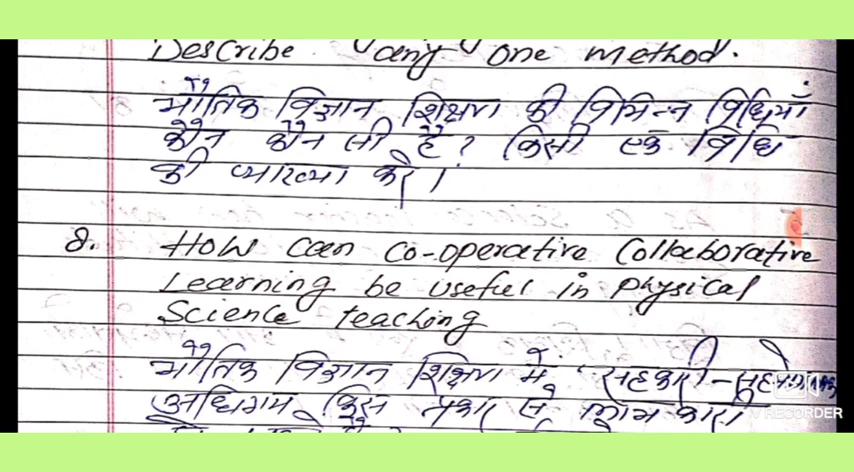 Describe any one method.
भौतिक विज्ञान शिक्षण की विभिन्न विधियाँ
कौन कौन सी है? किसी एक विधि
की व्याख्या करें।
8. How can co-operative Collaborative
Learning be useful in physical
Science teaching
भौतिक विज्ञान शिक्षण में सहकारी-
अधिगम किस प्रकार से लाभकारी
RECORDER